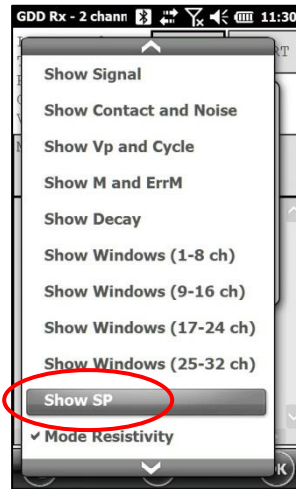 GDD Rx - 2 chann 11:30
Show Signal
Show Contact and Noise
Show Vp and Cycle
Show M and ErrM
Show Decay
Show Windows (1-8 ch)
Show Windows (9-16 ch)
Show Windows (17-24 ch)
Show Windows (25-32 ch)
Show SP
Mode Resistivity